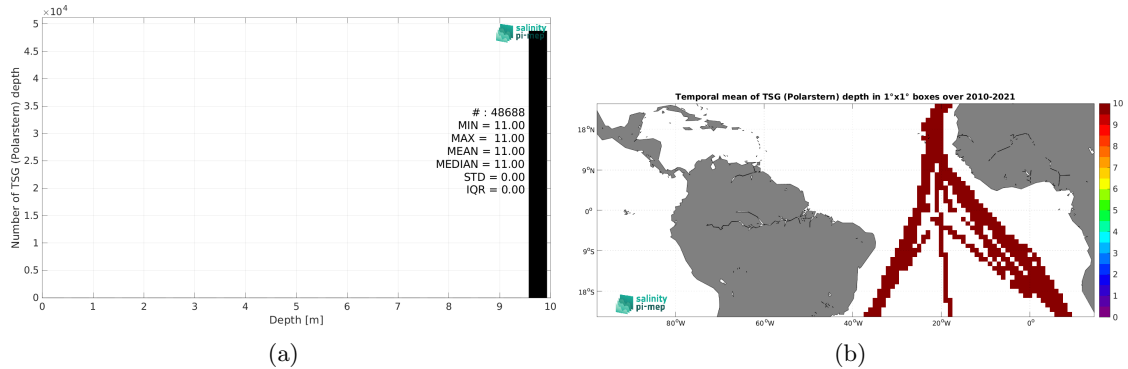 ×10⁴
5
4.5
4
3.5
3
2.5
2
1.5
1
0.5
0
Number of TSG (Polarstern) depth
salinity
pi-mep
# : 48688
MIN = 11.00
MAX = 11.00
MEAN = 11.00
MEDIAN = 11.00
STD = 0.00
IQR = 0.00
0 1 2 3 4 5 6 7 8 9 10
Depth [m]
(a)
Temporal mean of TSG (Polarstern) depth in 1°x1° boxes over 2010-2021
18°N
9°N
0°
9°S
18°S
80°W 60°W 40°W 20°W 0°
salinity
pi-mep
10
9
8
7
6
5
4
3
2
1
0
(b)